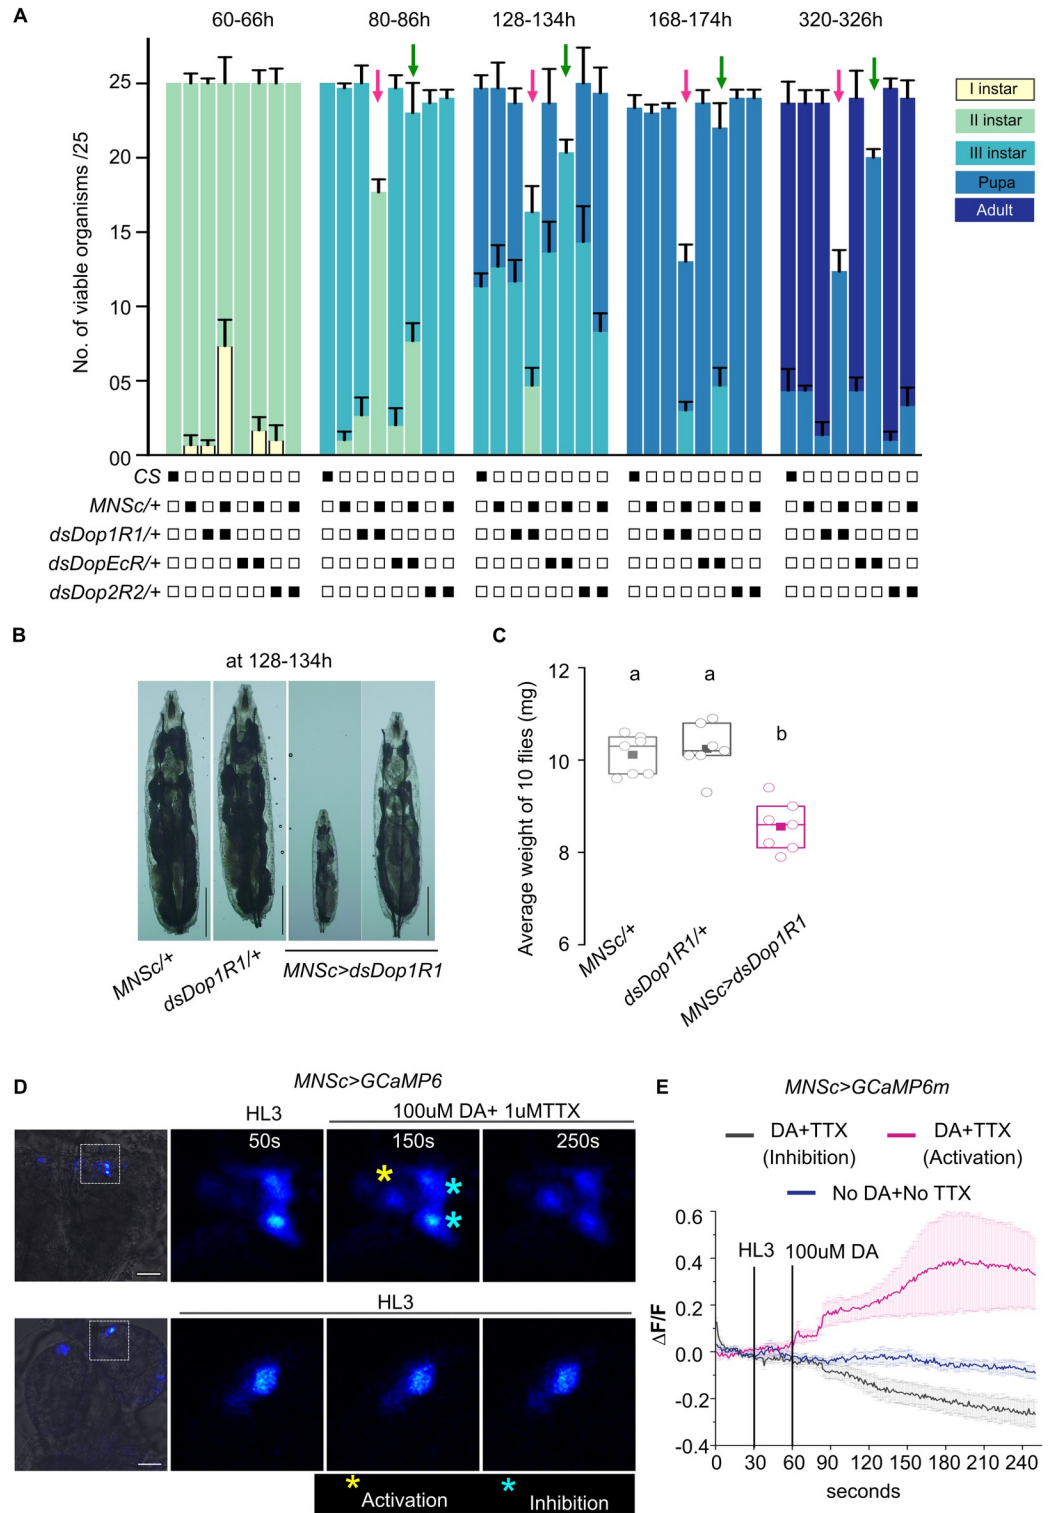 A
60-66h 80-86h 128-134h 168-174h 320-326h
No. of viable organisms /25
25
20
15
10
05
00
I instar
II instar
III instar
Pupa
Adult
CS
MNSc/+
dsDop1R1/+
dsDopEcR/+
dsDop2R2/+
B
at 128-134h
MNSc/+
dsDop1R1/+
MNSc>dsDop1R1
C
Average weight of 10 flies (mg)
12
10
8
6
a a b
MNSc/+
dsDop1R1/+
MNSc>dsDop1R1
D
MNSc>GCaMP6
HL3 100uM DA+ 1uMTTX
50s 150s 250s
*
*
*
HL3
* Activation * Inhibition
E
MNSc>GCaMP6m
DA+TTX DA+TTX
(Inhibition) (Activation)
No DA+No TTX
ΔF/F
0.6
0.4
0.2
0.0
-0.2
-0.4
HL3 100uM DA
0 30 60 90 120 150 180 210 240
seconds